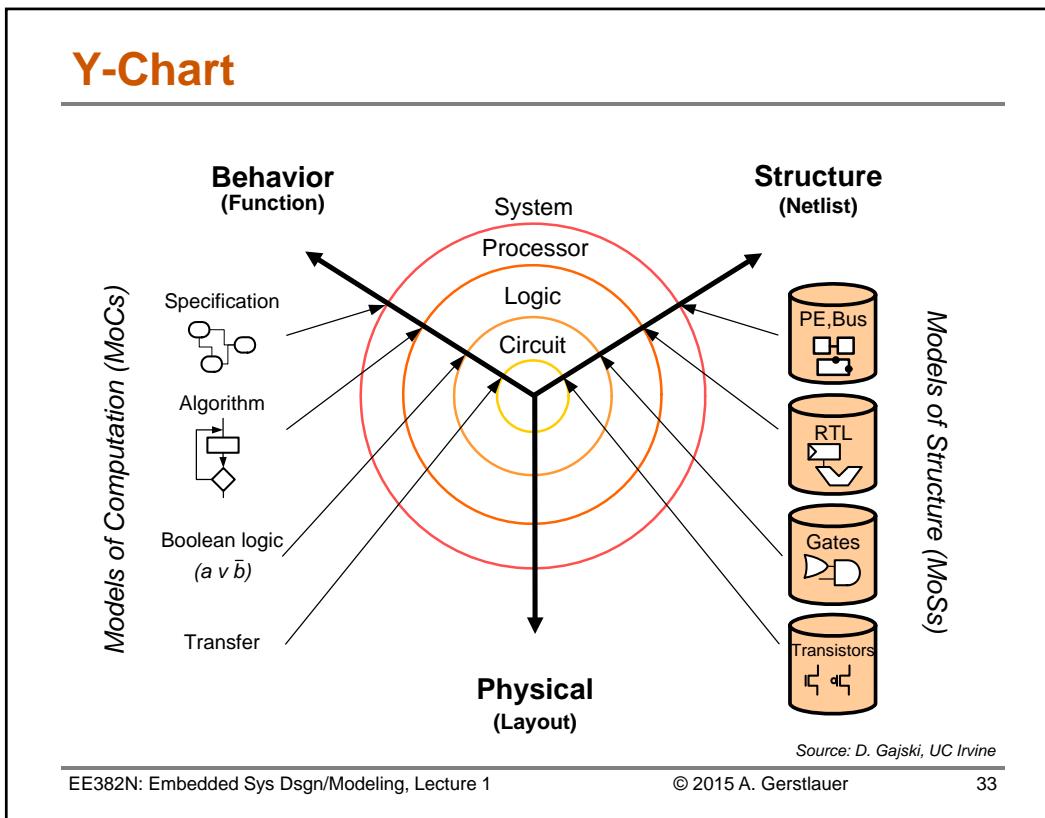 Y-Chart
Behavior
(Function)
Structure
(Netlist)
System
Processor
Logic
Circuit
Models of Computation (MoCs)
Specification
Algorithm
Boolean logic
(a v b̄)
Transfer
PE,Bus
RTL
Gates
Transistors
Models of Structure (MoSs)
Physical
(Layout)
Source: D. Gajski, UC Irvine
EE382N: Embedded Sys Dsgn/Modeling, Lecture 1
© 2015 A. Gerstlauer
33